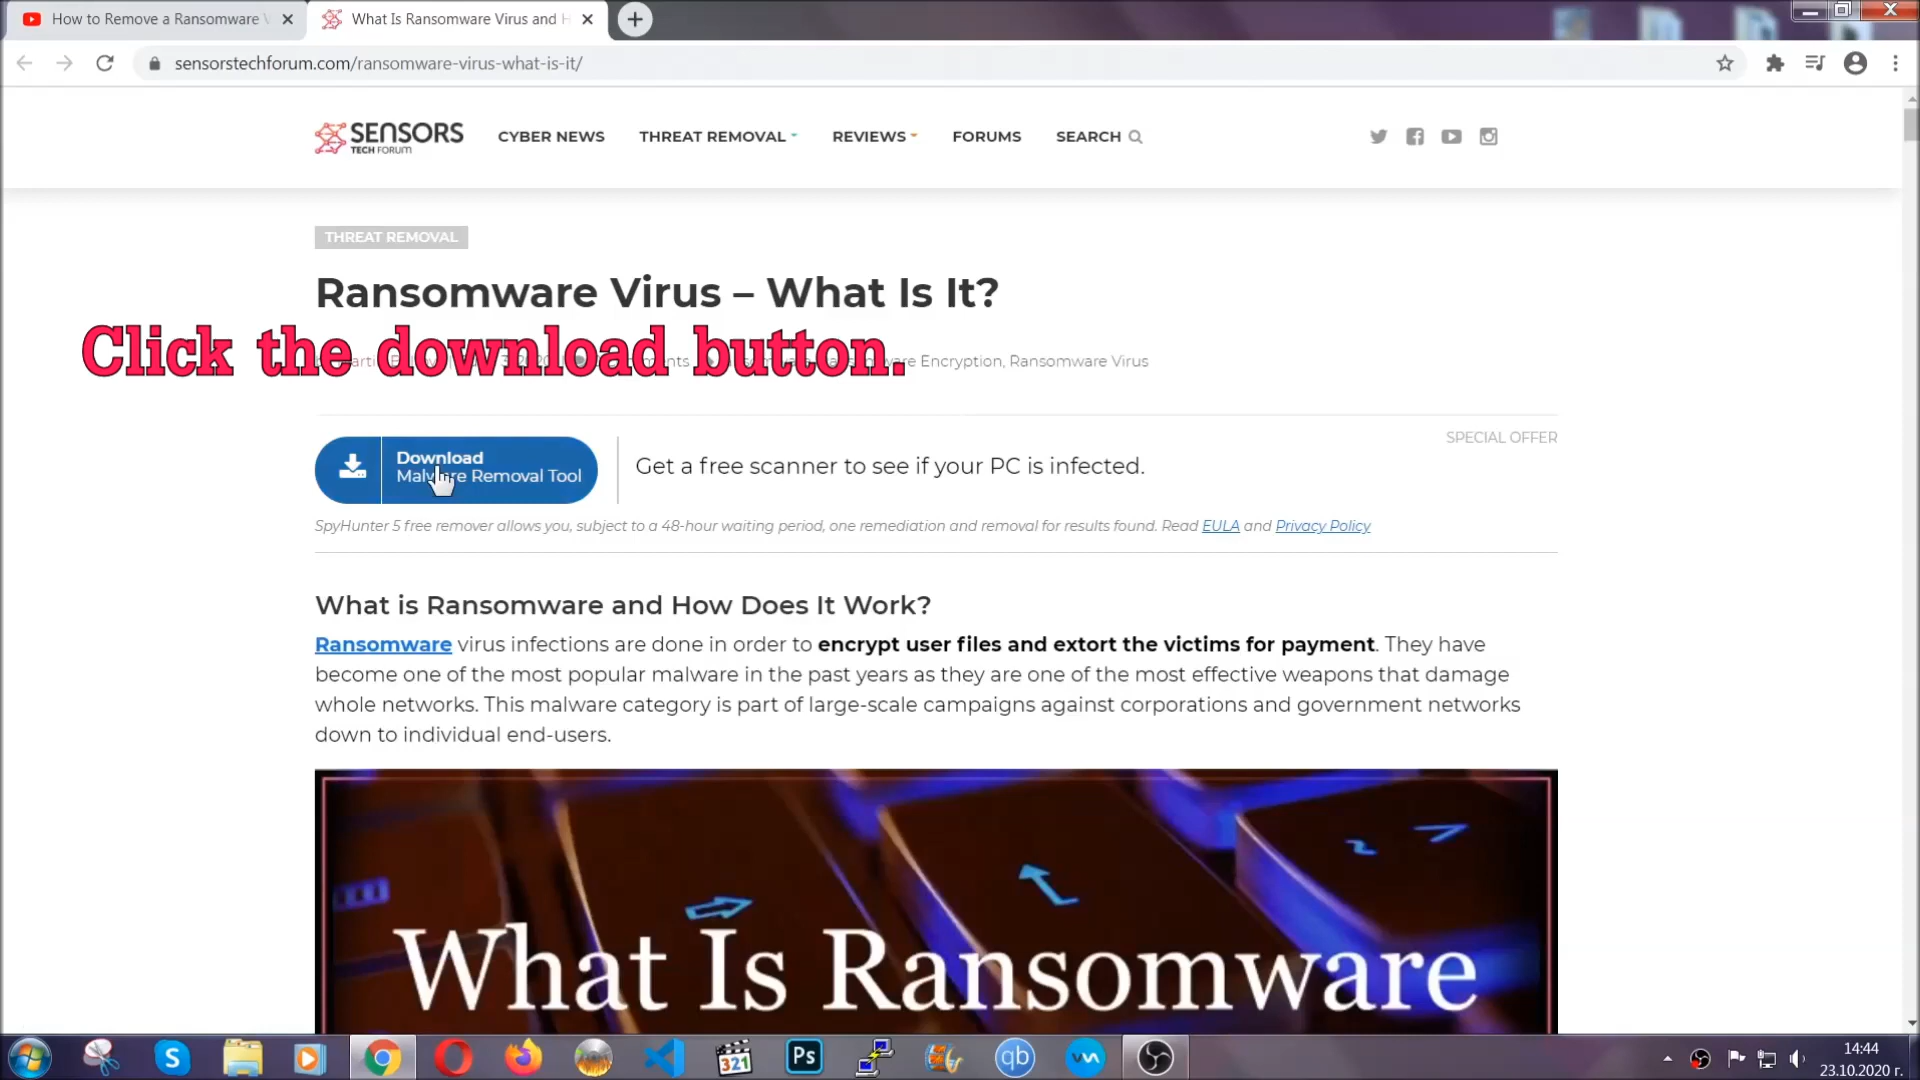 How to Remove a Ransomware
What Is Ransomware Virus and H
sensorstechforum.com/ransomware-virus-what-is-it/
SENSORS
TECH FORUM
CYBER NEWS
THREAT REMOVAL
REVIEWS
FORUMS
SEARCH
THREAT REMOVAL
Ransomware Virus – What Is It?
Click the download button.
Encryption, Ransomware Virus
SPECIAL OFFER
Download
Malware Removal Tool
Get a free scanner to see if your PC is infected.
SpyHunter 5 free remover allows you, subject to a 48-hour waiting period, one remediation and removal for results found. Read EULA and Privacy Policy
What is Ransomware and How Does It Work?
Ransomware virus infections are done in order to encrypt user files and extort the victims for payment. They have
become one of the most popular malware in the past years as they are one of the most effective weapons that damage
whole networks. This malware category is part of large-scale campaigns against corporations and government networks
down to individual end-users.
What Is Ransomware
S
321
Ps
qb
14:44
23.10.2020 г.